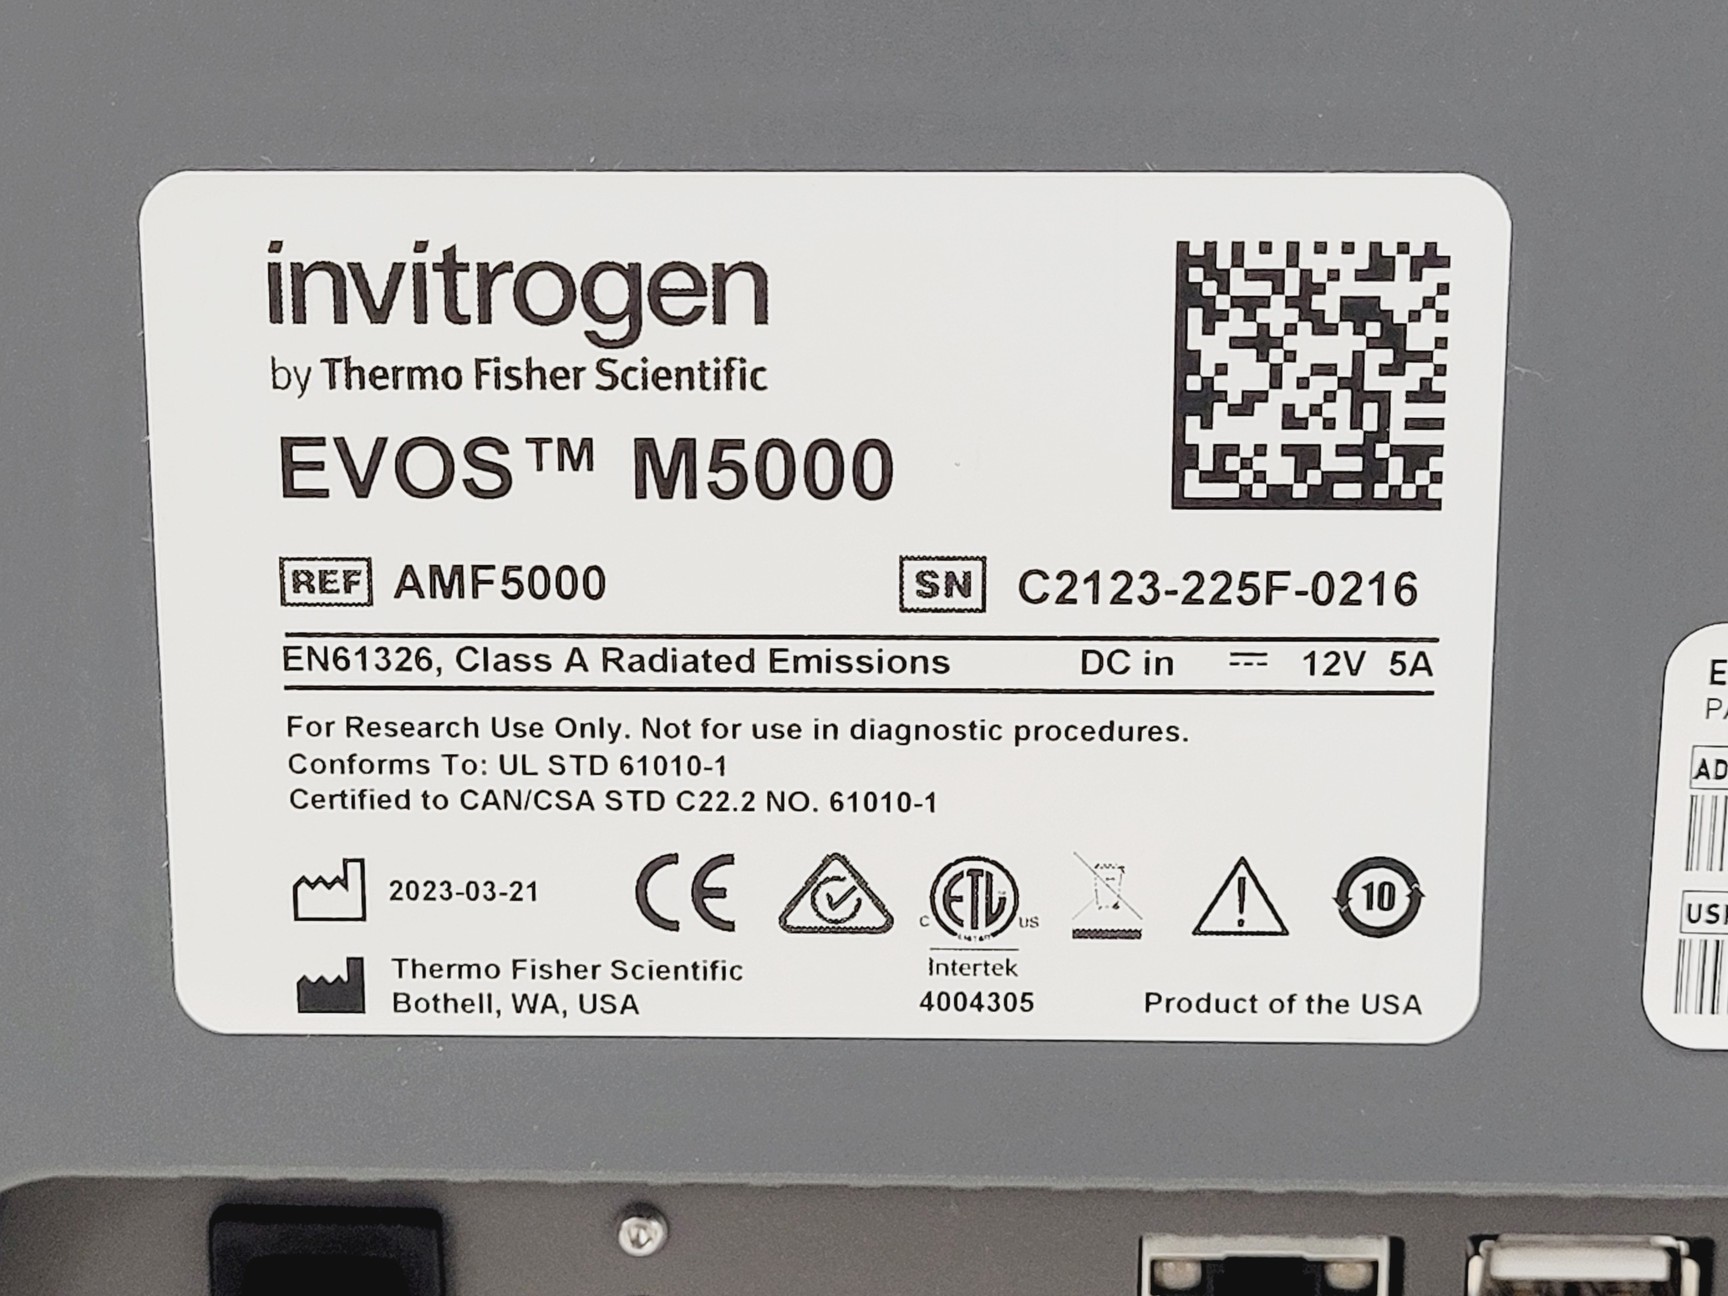 invitrogen
by Thermo Fisher Scientific
EVOS™ M5000
REF AMF5000 SN C2123-225F-0216
EN61326, Class A Radiated Emissions DC in 12V 5A
For Research Use Only. Not for use in diagnostic procedures.
Conforms To: UL STD 61010-1
Certified to CAN/CSA STD C22.2 NO. 61010-1
2023-03-21 CE C ETL US 10
Intertek
Thermo Fisher Scientific
Bothell, WA, USA 4004305 Product of the USA